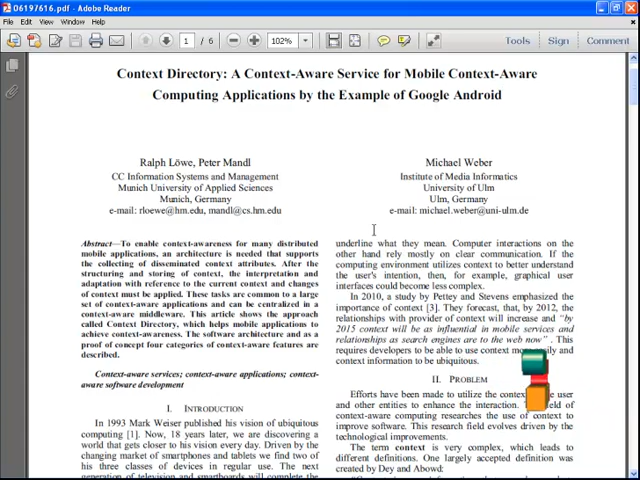 06197616.pdf - Adobe Reader
File Edit View Window Help
1 / 6 102% Tools Sign Comment
Context Directory: A Context-Aware Service for Mobile Context-Aware
Computing Applications by the Example of Google Android
Ralph Löwe, Peter Mandl
CC Information Systems and Management
Munich University of Applied Sciences
Munich, Germany
e-mail: rloewe@hm.edu, mandl@cs.hm.edu
Michael Weber
Institute of Media Informatics
University of Ulm
Ulm, Germany
e-mail: michael.weber@uni-ulm.de
Abstract—To enable context-awareness for many distributed
mobile applications, an architecture is needed that supports
the collecting of disseminated context attributes. After the
structuring and storing of context, the interpretation and
adaptation with reference to the current context and changes
of context must be applied. These tasks are common to a large
set of context-aware applications and can be centralized in a
context-aware middleware. This article shows the approach
called Context Directory, which helps mobile applications to
achieve context-awareness. The software architecture and as a
proof of concept four categories of context-aware features are
described.
Context-aware services; context-aware applications; context-
aware software development
I. INTRODUCTION
In 1993 Mark Weiser published his vision of ubiquitous
computing [1]. Now, 18 years later, we are discovering a
world that gets closer to his vision every day. Driven by the
changing market of smartphones and tablets we find two of
his three classes of devices in regular use. The next
generation of television and smartboards will complete the
underline what they mean. Computer interactions on the
other hand rely mostly on clear communication. If the
computing environment utilizes context to better understand
the user's intention, then, for example, graphical user
interfaces could become less complex.
In 2010, a study by Pettey and Stevens emphasized the
importance of context [3]. They forecast, that, by 2012, the
relationships with provider of context will increase and "by
2015 context will be as influential in mobile services and
relationships as search engines are to the web now" . This
requires developers to be able to use context more easily and
context information to be ubiquitous.
II. PROBLEM
Efforts have been made to utilize the context of the user
and other entities to enhance the interaction. The field of
context-aware computing researches the use of context to
improve software. This research field evolves driven by the
technological improvements.
The term context is very complex, which leads to
different definitions. One largely accepted definition was
created by Dey and Abowd: